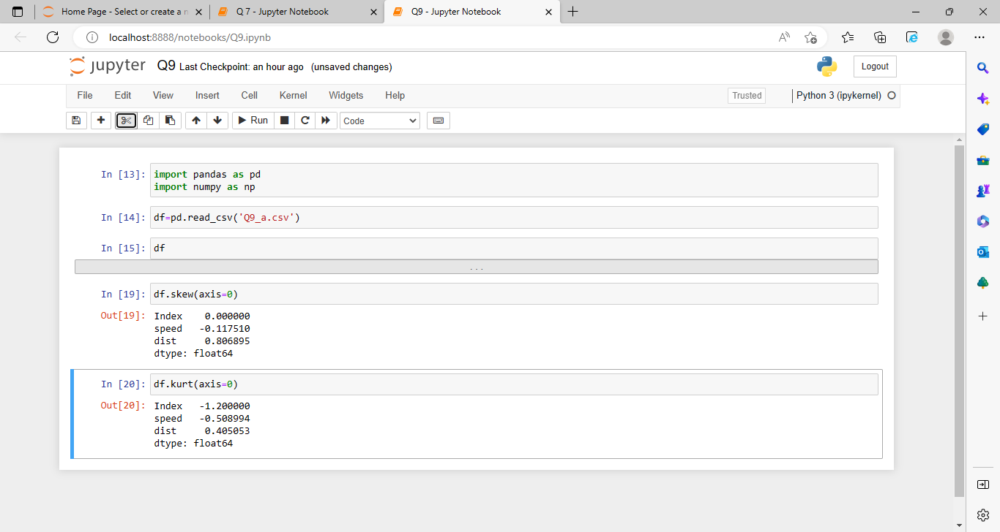 Home Page - Select or create a n
Q 7 - Jupyter Notebook
Q9 - Jupyter Notebook
localhost:8888/notebooks/Q9.ipynb
jupyter Q9 Last Checkpoint: an hour ago (unsaved changes)
Logout
File Edit View Insert Cell Kernel Widgets Help
Trusted
Python 3 (ipykernel)
Run
Code
In [13]: import pandas as pd
import numpy as np
In [14]: df=pd.read_csv('Q9_a.csv')
In [15]: df
...
In [19]: df.skew(axis=0)
Out[19]: Index 0.000000
speed -0.117510
dist 0.806895
dtype: float64
In [20]: df.kurt(axis=0)
Out[20]: Index -1.200000
speed -0.508994
dist 0.405053
dtype: float64